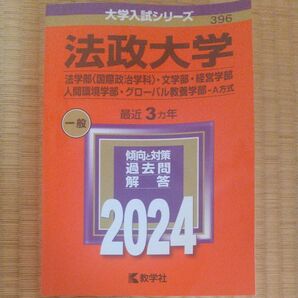 大学入試シリーズ
396
法政大学
法学部〈国際政治学科〉・文学部・経営学部
人間環境学部・グローバル教養学部-A方式
最近3カ年
一般
傾向と対策
過去問
解答
2024
教学社